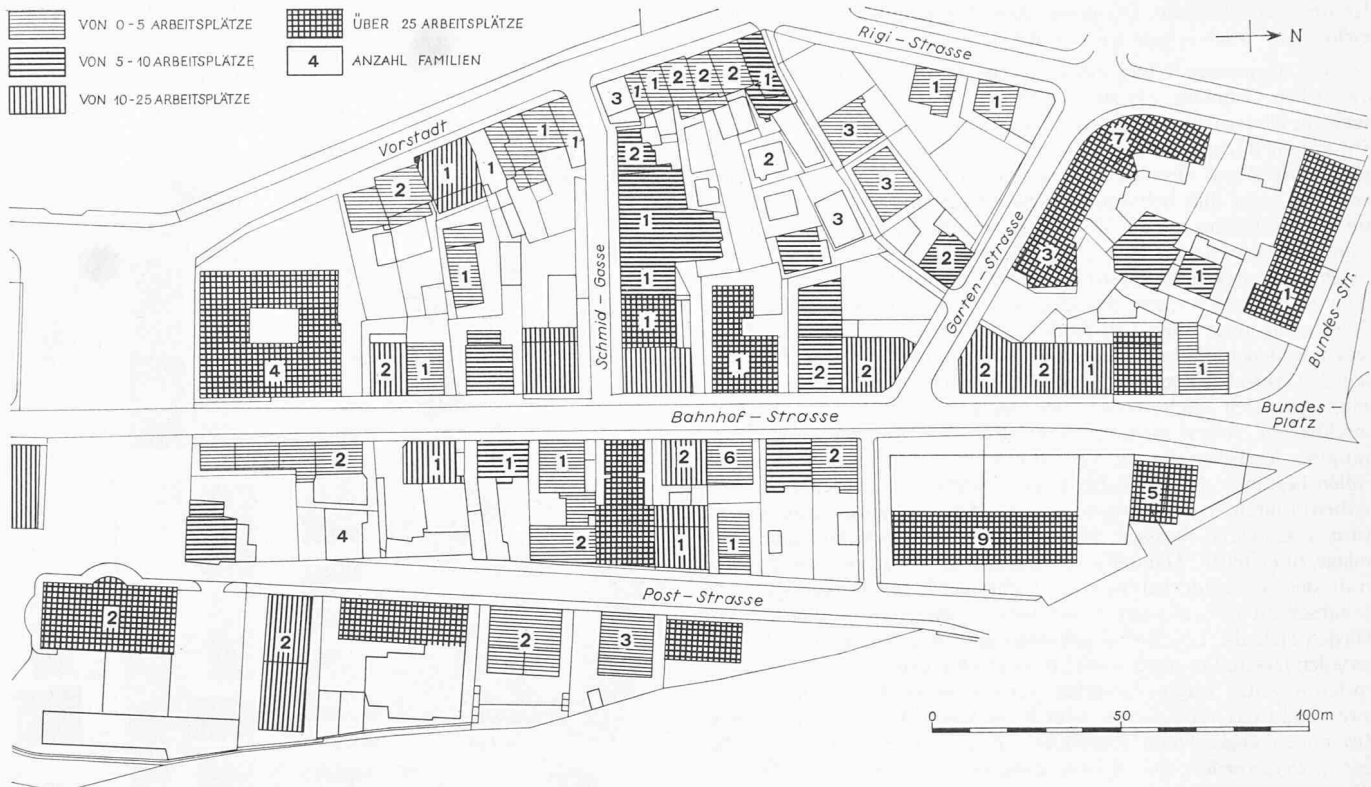 VON 0-5 ARBEITSPLÄTZE
VON 5-10 ARBEITSPLÄTZE
VON 10-25 ARBEITSPLÄTZE
ÜBER 25 ARBEITSPLÄTZE
4 ANZAHL FAMILIEN
N
Rigi-Strasse
Vorstadt
Schmid-Gasse
Garten-Strasse
Bundes-Str.
Bahnhof-Strasse
Bundes-
Platz
Post-Strasse
3 1 1 2 2 2 1
1 1
1 1
2 1 1
2
3
3
7
2
1
1
1
2
3
2
3
1
1
1
4
2 1
1
2 2
2 2 1
1
1
2
1
1
1
2 6
2
4
2
1 1
9
5
2
2
2
3
0 50 100m